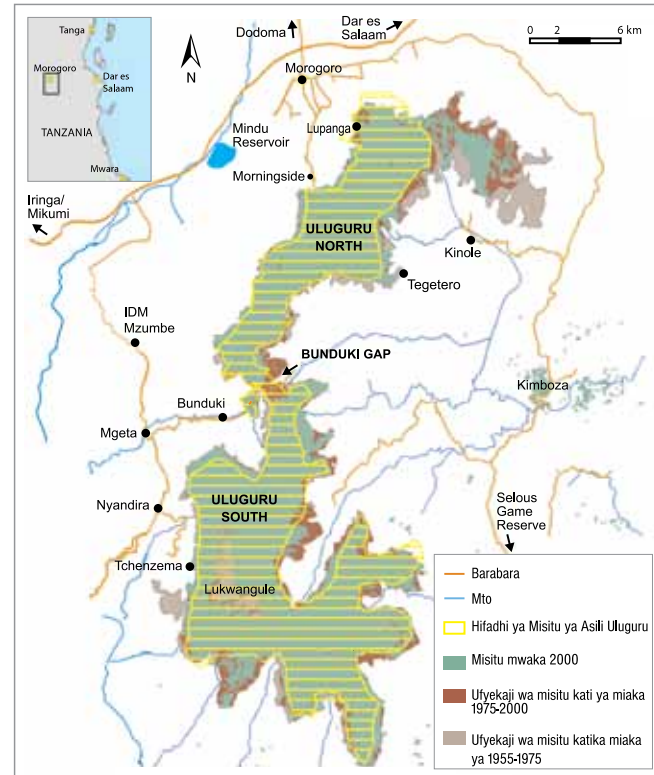 Tanga
Morogoro
Dar es
Salaam
TANZANIA
Mwara
Dodoma
Dar es
Salaam
N
0 2 6 km
Morogoro
Lupanga
Mindu
Reservoir
Morningside
Iringa/
Mikumi
ULUGURU
NORTH
Kinole
Tegetero
IDM
Mzumbe
BUNDUKI GAP
Kimboza
Bunduki
Mgeta
Nyandira
ULUGURU
SOUTH
Selous
Game
Reserve
Tchenzema
Lukwangule
Barabara
Mto
Hifadhi ya Misitu ya Asili Uluguru
Misitu mwaka 2000
Ufyekaji wa misitu kati ya miaka
1975-2000
Ufyekaji wa misitu katika miaka
ya 1955-1975